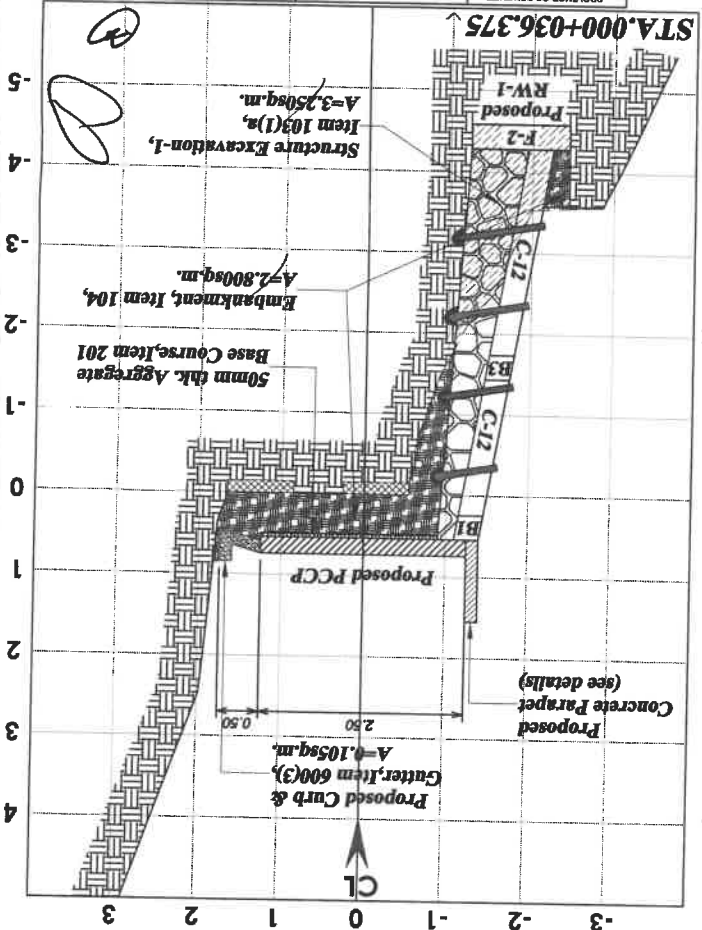 -3 -2 -1 0 1 2 3
CL
4
Proposed Curb &
Gutter,Item 600(3),
A=0.105sq.m.
3
2.50
0.50
Proposed
Concrete Parapet
(see details)
2
1
Proposed PCCP
B1
0
C-12
-1
B3
50mm thk. Aggregate
Base Course,Item 201
-2
C-12
Embankment, Item 104,
A=2.800sq.m.
-3
-4
F-2
Structure Excavation-1,
Item 103(1)a,
A=3.250sq.m.
Proposed
RW-1
-5
STA.000+036.375